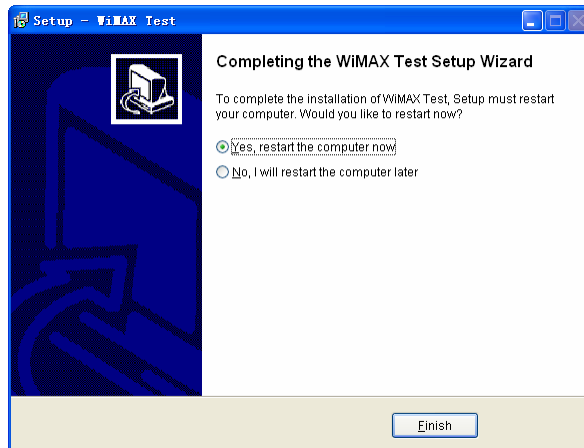 Setup - WiMAX Test
Completing the WiMAX Test Setup Wizard
To complete the installation of WiMAX Test, Setup must restart
your computer. Would you like to restart now?
Yes, restart the computer now
No, I will restart the computer later
Finish